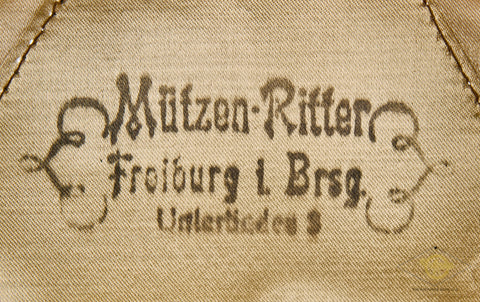 Mützen-Ritter
Freiburg i. Brsg.
Unterlinden